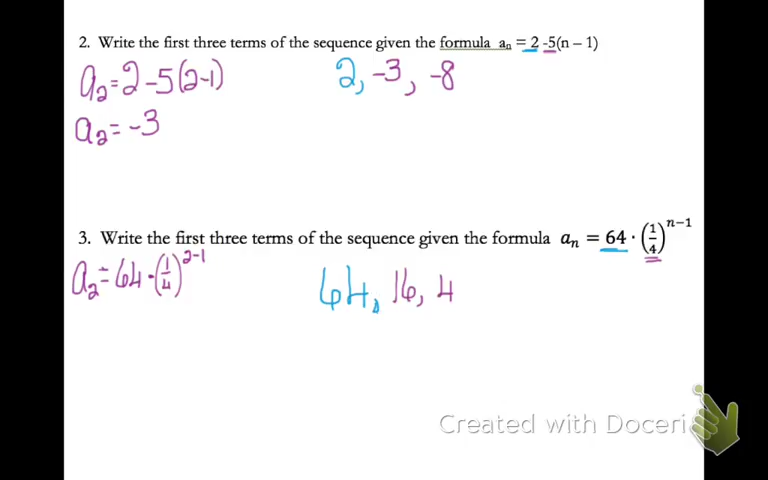 2. Write the first three terms of the sequence given the formula aₙ = 2 -5(n – 1)
a₂ = 2 -5(2-1)
2, -3, -8
a₂ = -3
3. Write the first three terms of the sequence given the formula aₙ = 64 · (1/4)ⁿ⁻¹
a₂ = 64 · (1/4)²⁻¹
64, 16, 4
Created with Doceri